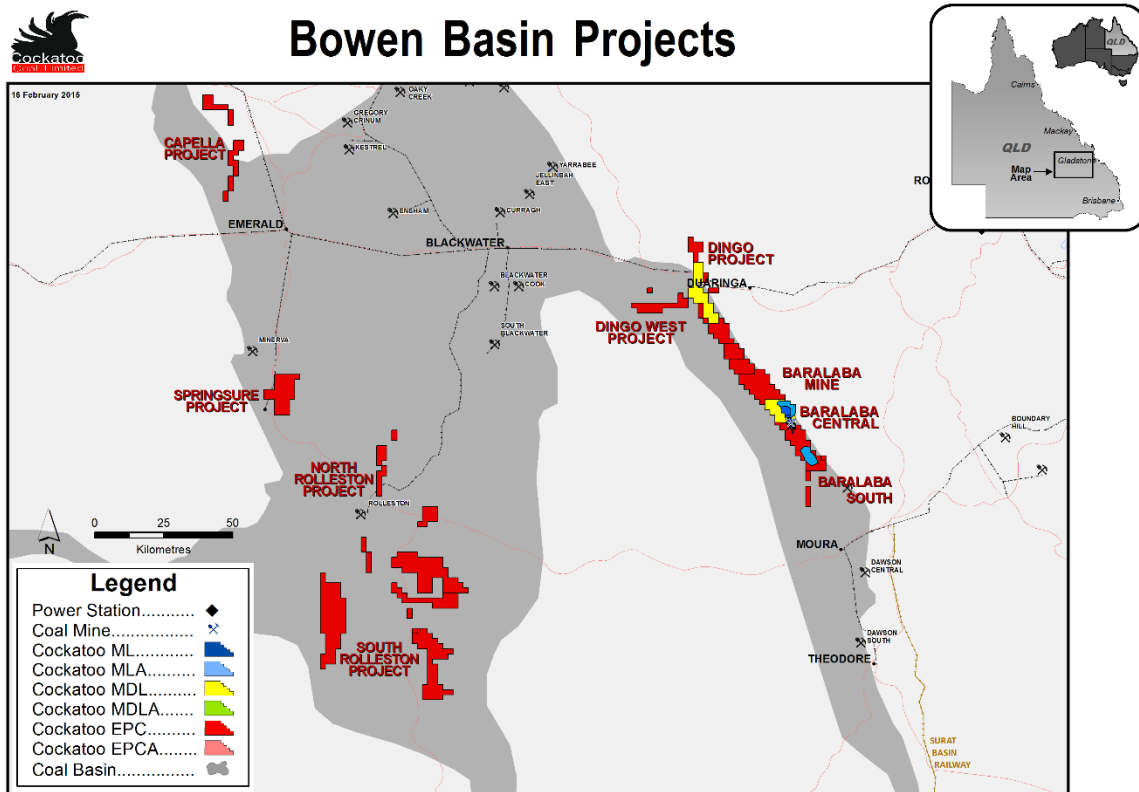 Cockatoo
Coal Limited
Bowen Basin Projects
QLD
Cairns
Mackay
QLD
Gladstone
Map
Area
Brisbane
16 February 2015
OAKY
CREEK
GREGORY
CRINUM
CAPELLA
PROJECT
KESTREL
YARRABEE
JELLINBAH
EAST
RO
ENSHAM
CURRAGH
EMERALD
BLACKWATER
DINGO
PROJECT
BLACKWATER
COOK
DUARINGA
SOUTH
BLACKWATER
DINGO WEST
PROJECT
MINERVA
SPRINGSURE
PROJECT
BARALABA
MINE
BARALABA
CENTRAL
BOUNDARY
HILL
NORTH
ROLLESTON
PROJECT
BARALABA
SOUTH
ROLLESTON
0 25 50
Kilometres
N
MOURA
DAWSON
CENTRAL
Legend
Power Station...........
Coal Mine.................
Cockatoo ML............
Cockatoo MLA..........
Cockatoo MDL..........
Cockatoo MDLA.......
Cockatoo EPC..........
Cockatoo EPCA........
Coal Basin................
SOUTH
ROLLESTON
PROJECT
DAWSON
SOUTH
THEODORE
SURAT
BASIN
RAILWAY